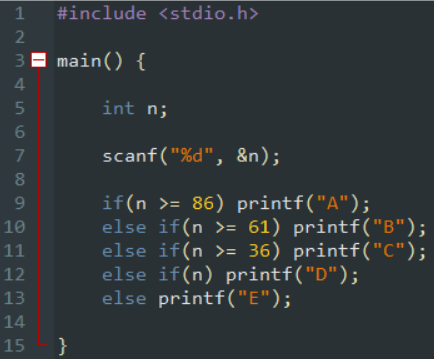 1 #include <stdio.h>
2
3 main() {
4
5 int n;
6
7 scanf("%d", &n);
8
9 if(n >= 86) printf("A");
10 else if(n >= 61) printf("B");
11 else if(n >= 36) printf("C");
12 else if(n) printf("D");
13 else printf("E");
14
15 }